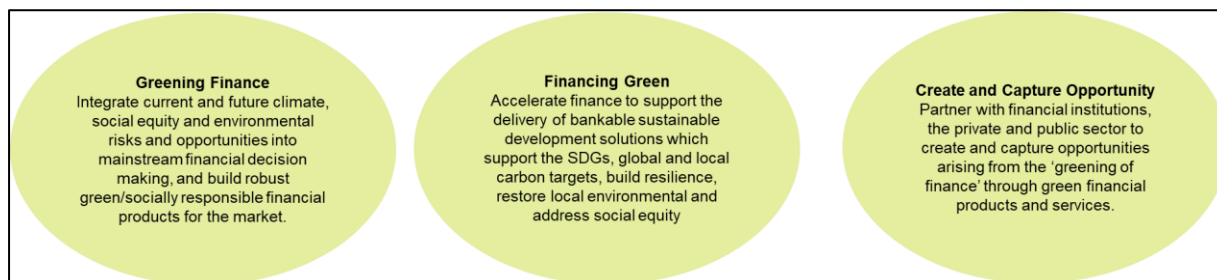 Greening Finance
Integrate current and future climate,
social equity and environmental
risks and opportunities into
mainstream financial decision
making, and build robust
green/socially responsible financial
products for the market.
Financing Green
Accelerate finance to support the
delivery of bankable sustainable
development solutions which
support the SDGs, global and local
carbon targets, build resilience,
restore local environmental and
address social equity
Create and Capture Opportunity
Partner with financial institutions,
the private and public sector to
create and capture opportunities
arising from the ‘greening of
finance’ through green financial
products and services.